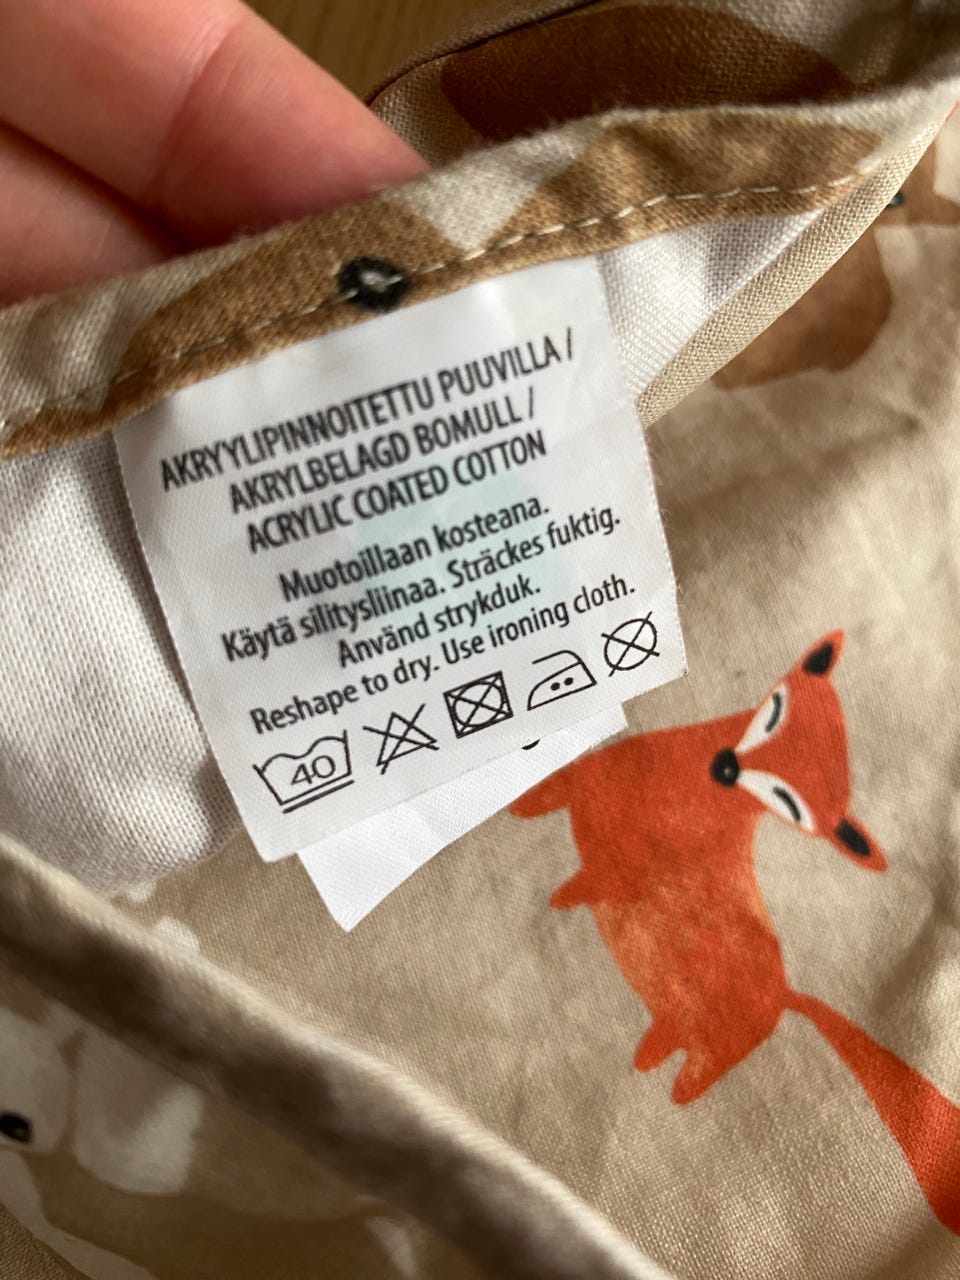 AKRYYLIPINNOITETTU PUUVILLA /
AKRYLBELAGD BOMULL /
ACRYLIC COATED COTTON
Muotoillaan kosteana.
Käytä silitysliinaa. Sträckes fuktig.
Använd strykduk.
Reshape to dry. Use ironing cloth.
40